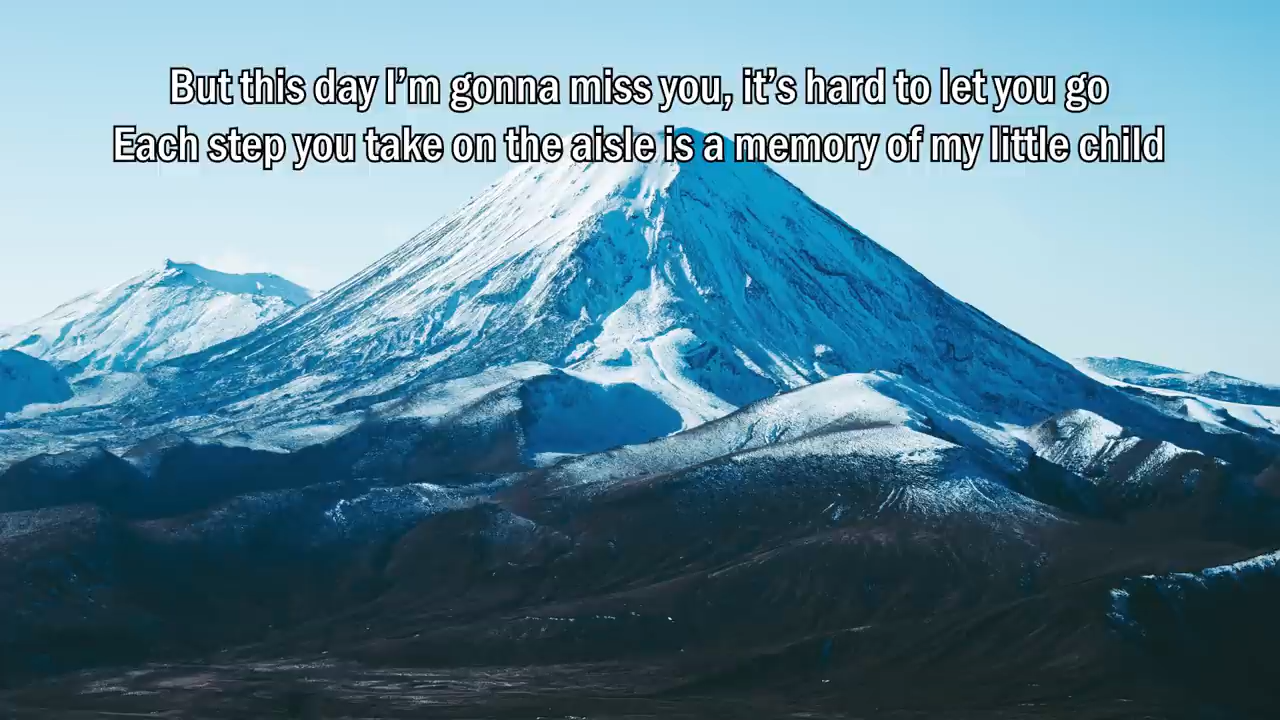 But this day I’m gonna miss you, it’s hard to let you go
Each step you take on the aisle is a memory of my little child